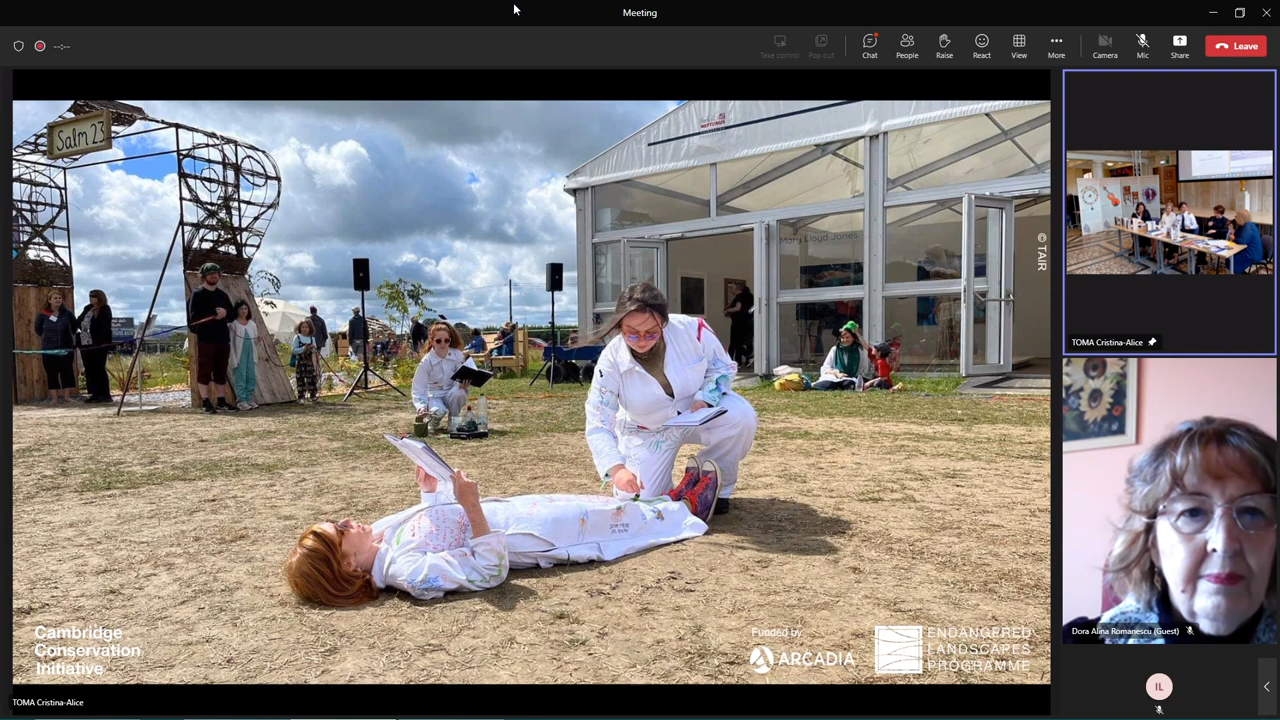 Meeting
--:--
Take control
Pop out
Chat
People
Raise
React
View
More
Camera
Mic
Share
Leave
Salm 23
NEPTUNUS
Mary Lloyd Jones
© TAIR
Cambridge
Conservation
Initiative
Funded by
ARCADIA
ENDANGERED
LANDSCAPES
PROGRAMME
TOMA Cristina-Alice
TOMA Cristina-Alice
Dora Alina Romanescu (Guest)
IL